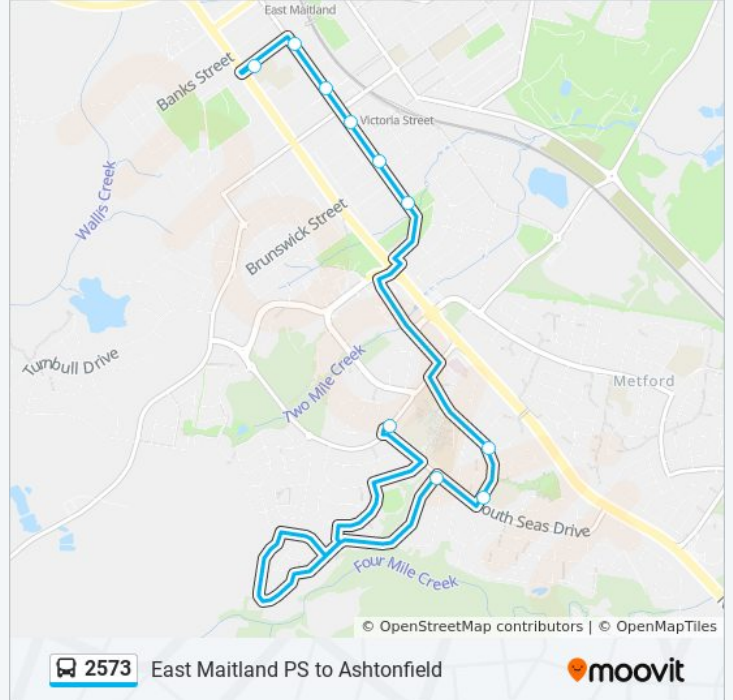 East Maitland
Banks Street
Victoria Street
Wallis Creek
Brunswick Street
Turnbull Drive
Two Mile Creek
Metford
South Seas Drive
Four Mile Creek
© OpenStreetMap contributors | © OpenMapTiles
2573 East Maitland PS to Ashtonfield
moovit